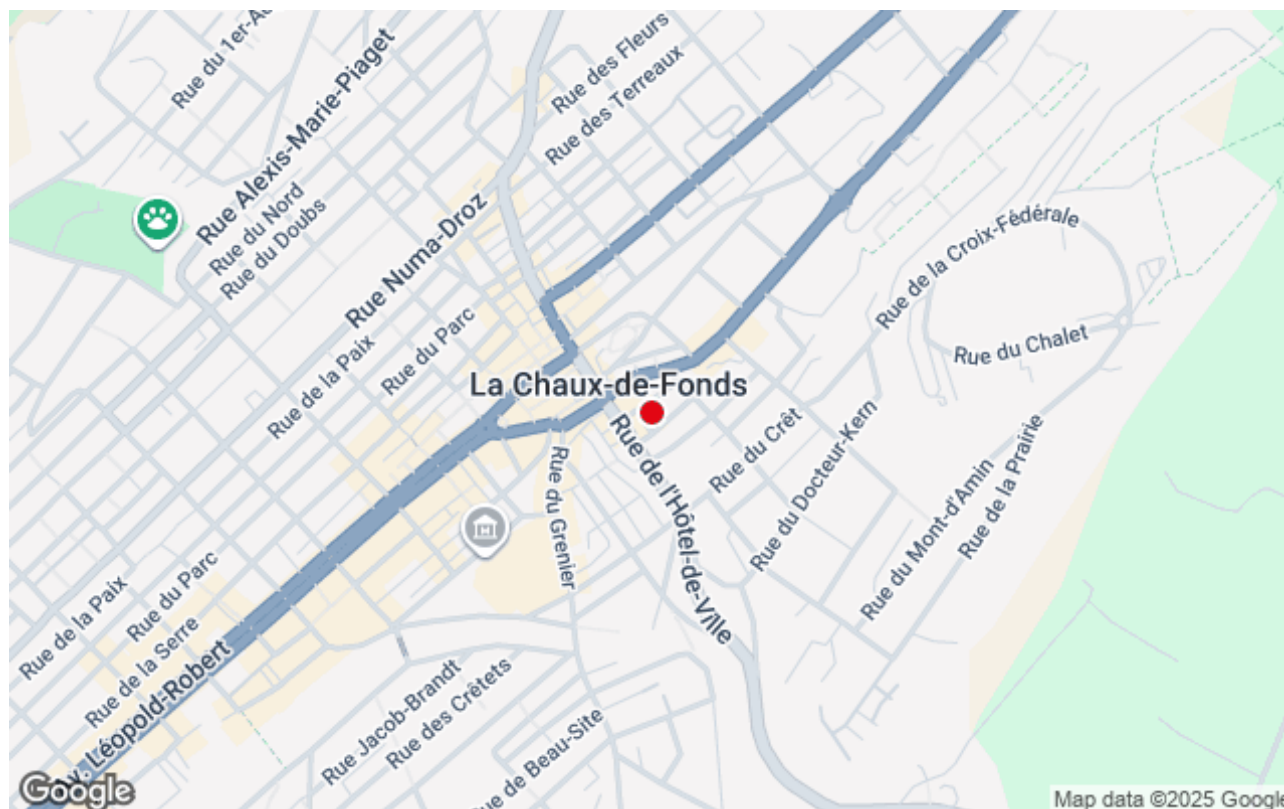 Rue du 1er-A
Rue Alexis-Marie-Piaget
Rue des Fleurs
Rue des Terreaux
Rue du Nord
Rue du Doubs
Rue Numa-Droz
Rue de la Croix-Fédérale
Rue du Parc
Rue de la Paix
Rue du Chalet
La Chaux-de-Fonds
Rue du Crêt
Rue de l'Hôtel-de-Ville
Rue du Docteur-Kern
Rue du Grenier
Rue du Mont-d'Amin
Rue de la Prairie
Rue du Parc
Rue de la Paix
Rue de la Serre
Av. Léopold-Robert
Rue Jacob-Brandt
Rue des Crêtets
Rue de Beau-Site
Google
Map data ©2025 Google